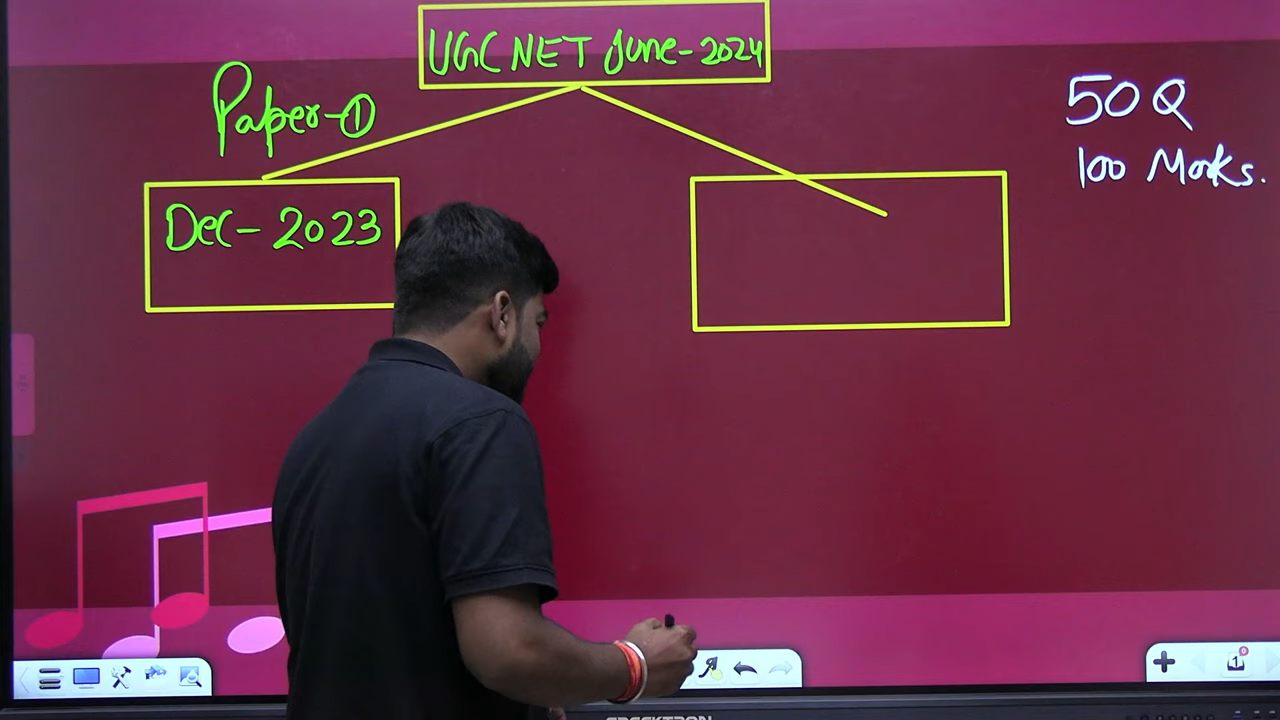 UGC NET June-2024
Paper-①
50 Q
100 Marks.
Dec-2023